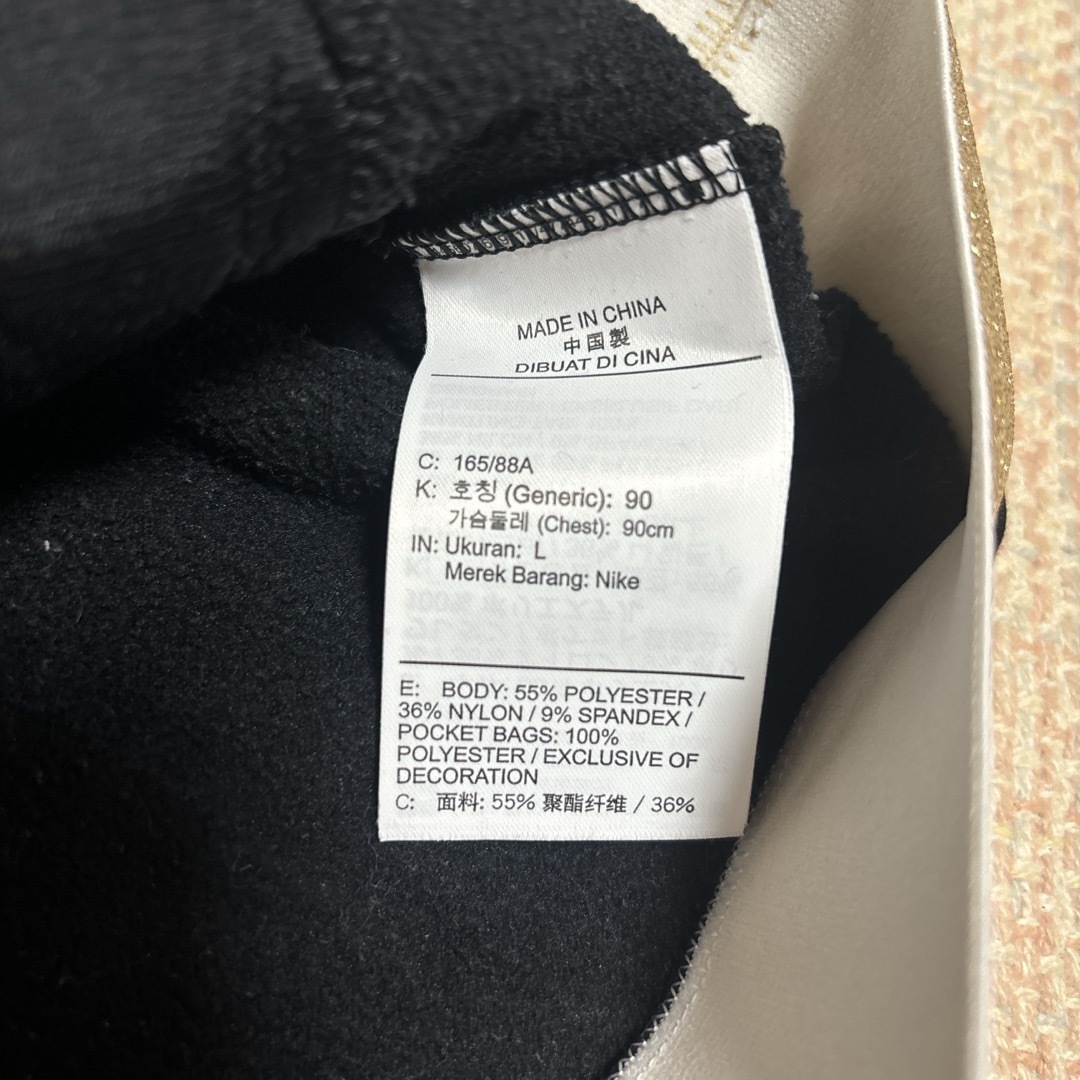 MADE IN CHINA
中国製
DIBUAT DI CINA
C: 165/88A
K: 호칭 (Generic): 90
가슴둘레 (Chest): 90cm
IN: Ukuran: L
Merek Barang: Nike
E: BODY: 55% POLYESTER /
36% NYLON / 9% SPANDEX /
POCKET BAGS: 100%
POLYESTER / EXCLUSIVE OF
DECORATION
C: 面料: 55% 聚酯纤维 / 36%